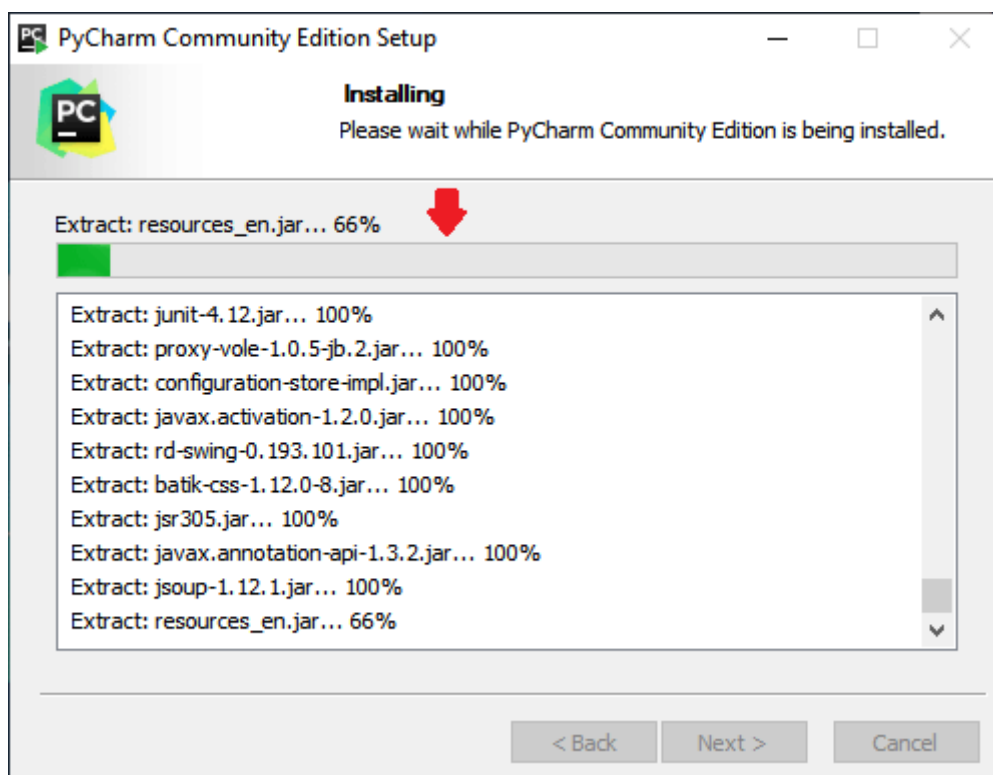 PC PyCharm Community Edition Setup
PC
Installing
Please wait while PyCharm Community Edition is being installed.
Extract: resources_en.jar... 66%
Extract: junit-4.12.jar... 100%
Extract: proxy-vole-1.0.5-jb.2.jar... 100%
Extract: configuration-store-impl.jar... 100%
Extract: javax.activation-1.2.0.jar... 100%
Extract: rd-swing-0.193.101.jar... 100%
Extract: batik-css-1.12.0-8.jar... 100%
Extract: jsr305.jar... 100%
Extract: javax.annotation-api-1.3.2.jar... 100%
Extract: jsoup-1.12.1.jar... 100%
Extract: resources_en.jar... 66%
< Back Next > Cancel